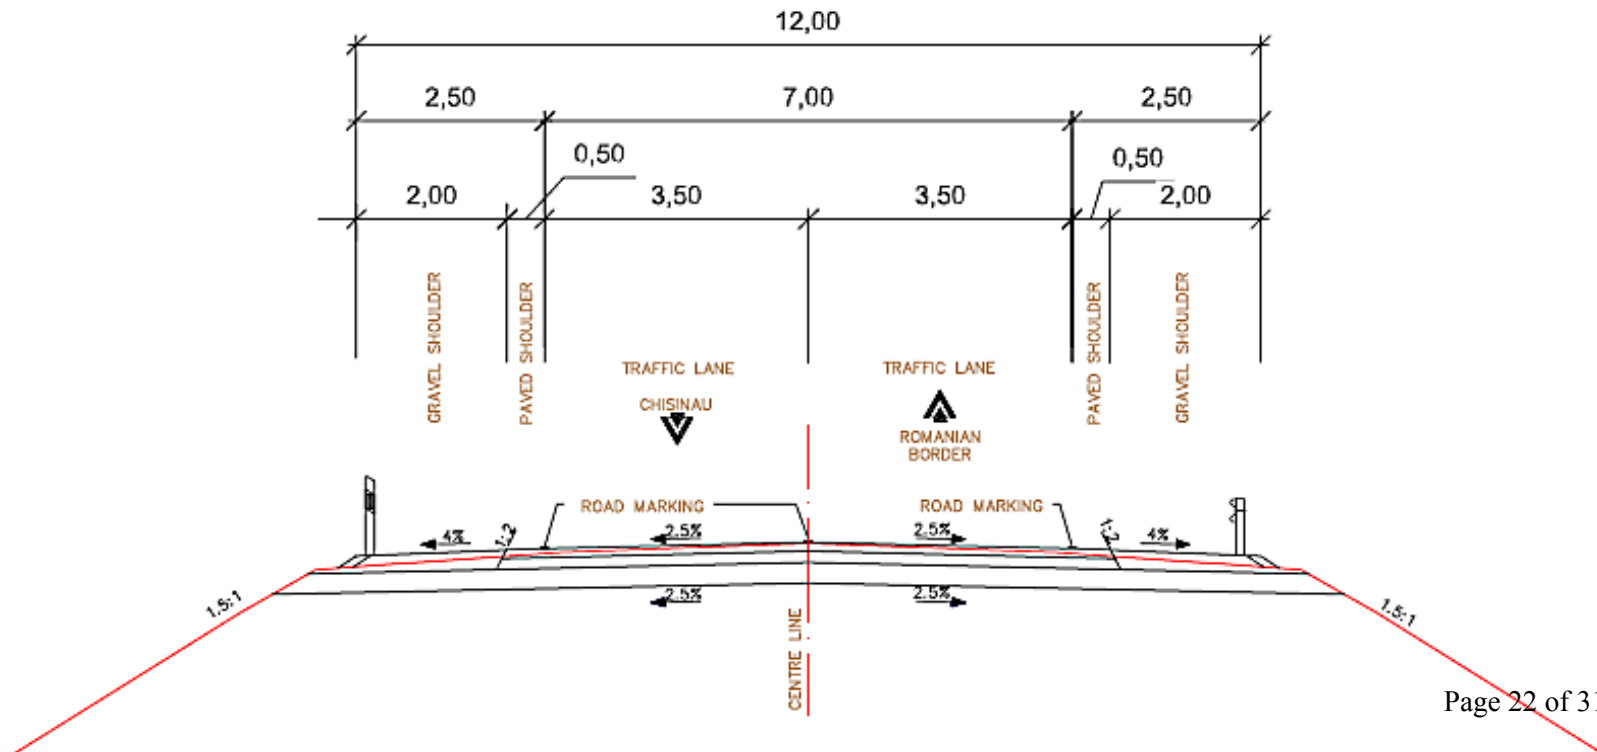 12,00
2,50 7,00 2,50
0,50 0,50
2,00 3,50 3,50 2,00
GRAVEL SHOULDER
PAVED SHOULDER
TRAFFIC LANE
CHISINAU
TRAFFIC LANE
ROMANIAN
BORDER
PAVED SHOULDER
GRAVEL SHOULDER
ROAD MARKING ROAD MARKING
4% 1:2 2.5% 2.5% 1:2 4%
1.5:1 2.5% 2.5% 1.5:1
CENTRE LINE
Page 22 of 31